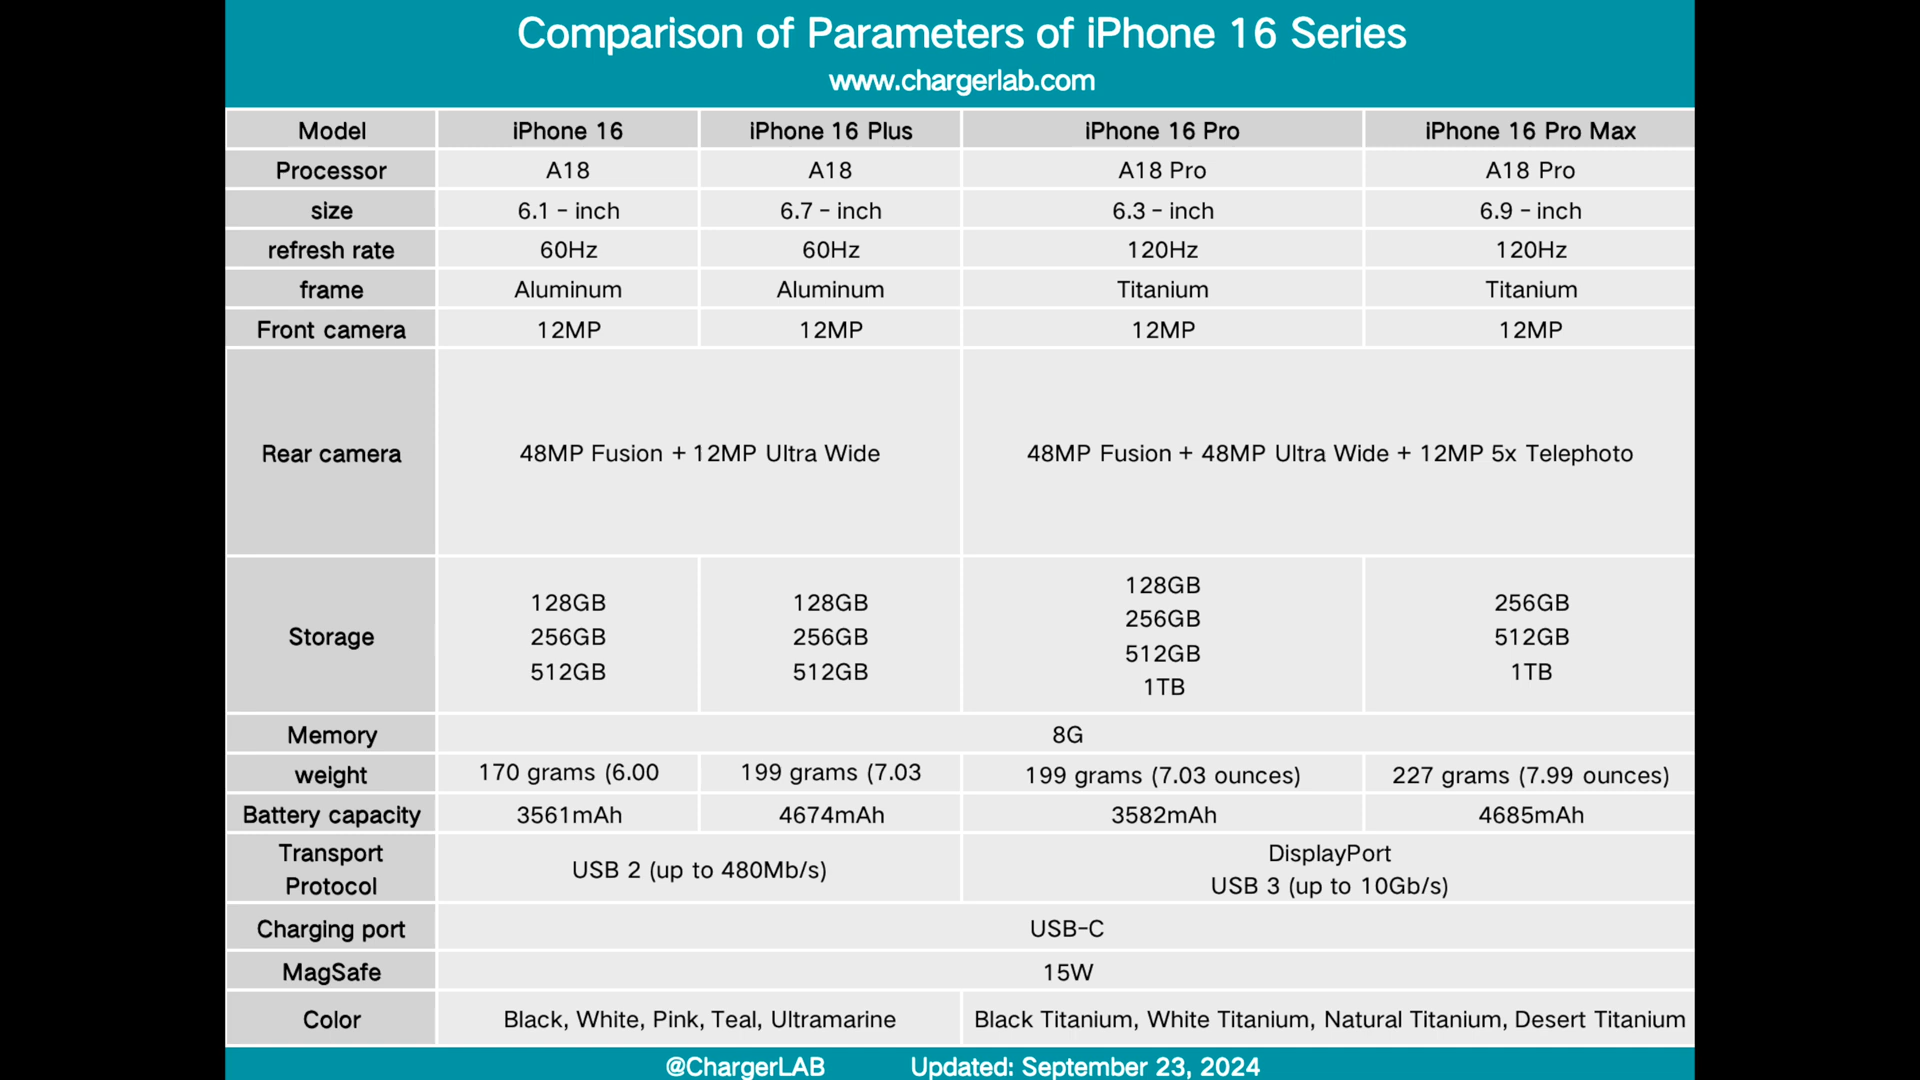 Comparison of Parameters of iPhone 16 Series
www.chargerlab.com
Model iPhone 16 iPhone 16 Plus iPhone 16 Pro iPhone 16 Pro Max
Processor A18 A18 A18 Pro A18 Pro
size 6.1 - inch 6.7 - inch 6.3 - inch 6.9 - inch
refresh rate 60Hz 60Hz 120Hz 120Hz
frame Aluminum Aluminum Titanium Titanium
Front camera 12MP 12MP 12MP 12MP
Rear camera 48MP Fusion + 12MP Ultra Wide 48MP Fusion + 48MP Ultra Wide + 12MP 5x Telephoto
Storage
128GB
256GB
512GB
128GB
256GB
512GB
128GB
256GB
512GB
1TB
256GB
512GB
1TB
Memory 8G
weight 170 grams (6.00 199 grams (7.03 199 grams (7.03 ounces) 227 grams (7.99 ounces)
Battery capacity 3561mAh 4674mAh 3582mAh 4685mAh
Transport
Protocol
USB 2 (up to 480Mb/s)
DisplayPort
USB 3 (up to 10Gb/s)
Charging port USB-C
MagSafe 15W
Color Black, White, Pink, Teal, Ultramarine Black Titanium, White Titanium, Natural Titanium, Desert Titanium
@ChargerLAB Updated: September 23, 2024